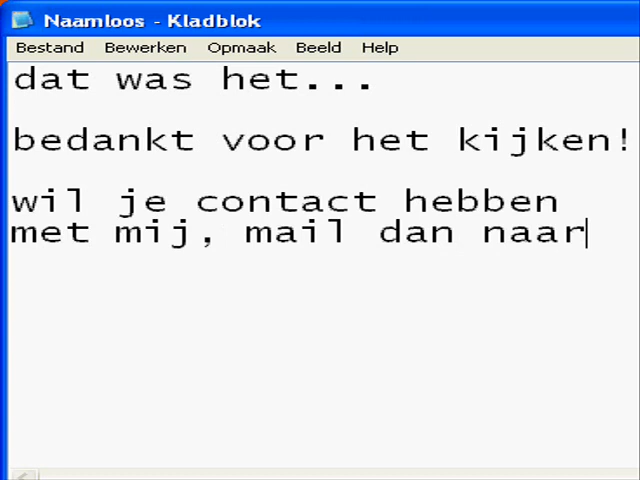 Naamloos - Kladblok
Bestand Bewerken Opmaak Beeld Help
dat was het...
bedankt voor het kijken!
wil je contact hebben
met mij, mail dan naar